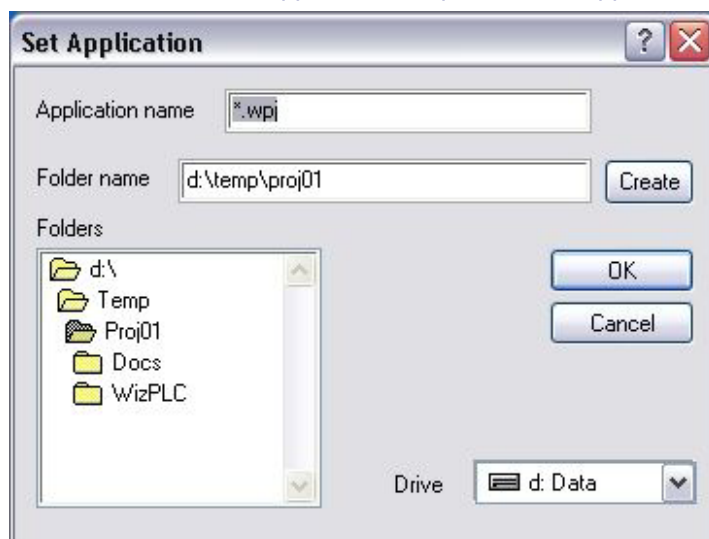 Set Application
Application name *.wpj
Folder name d:\temp\proj01 Create
Folders
d:\
Temp
Proj01
Docs
WizPLC
OK
Cancel
Drive d: Data